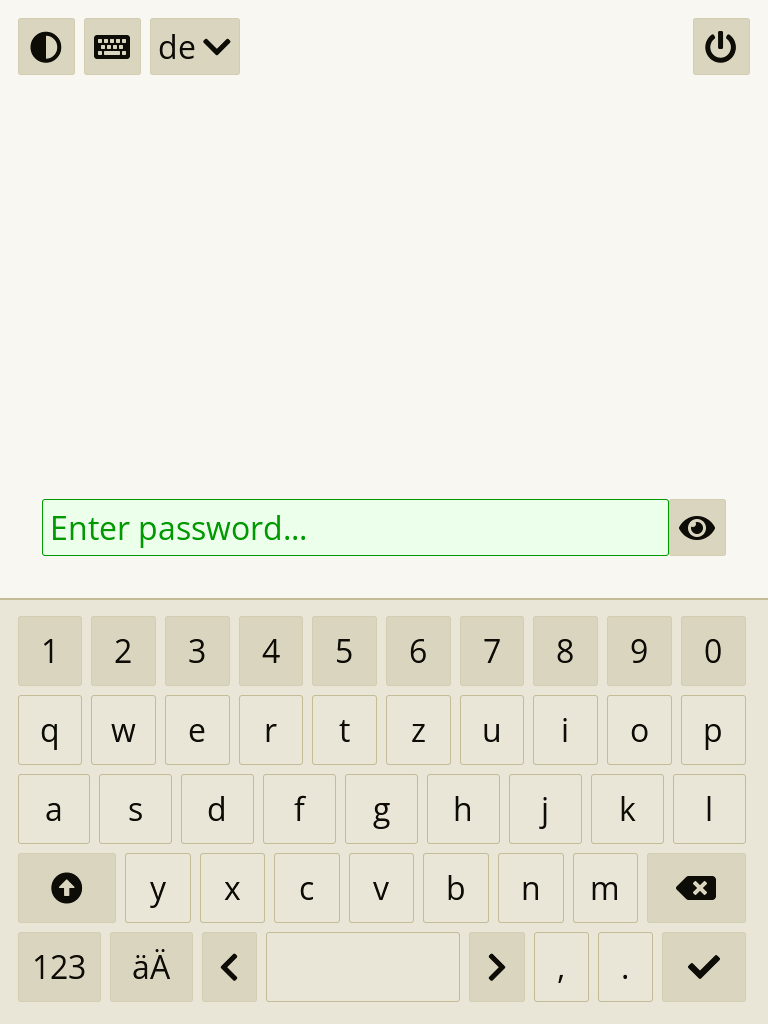 de
Enter password...
1 2 3 4 5 6 7 8 9 0
q w e r t z u i o p
a s d f g h j k l
y x c v b n m
123 äÄ , .